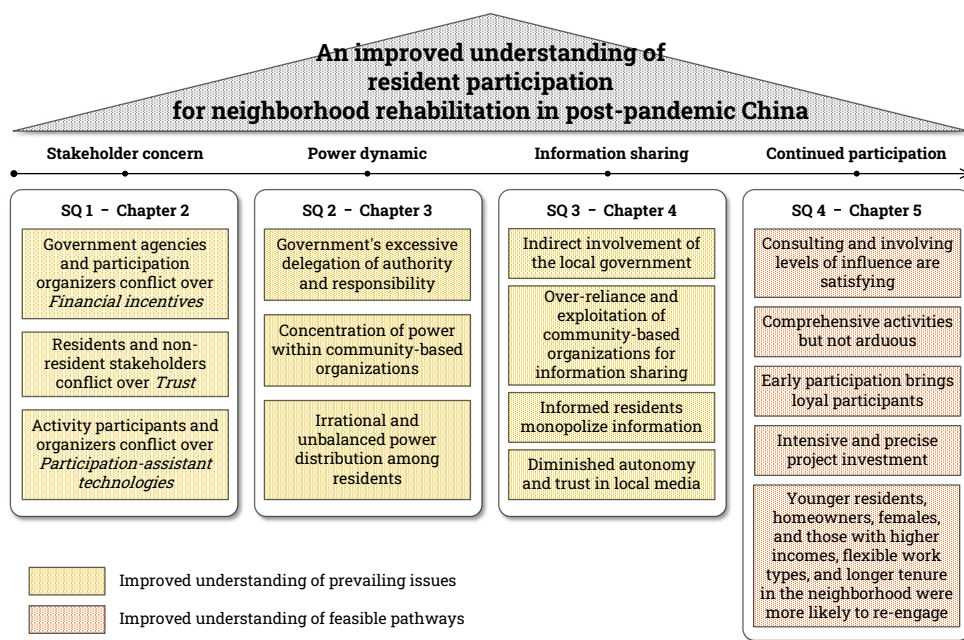 An improved understanding of
resident participation
for neighborhood rehabilitation in post-pandemic China
Stakeholder concern
Power dynamic
Information sharing
Continued participation
SQ 1 – Chapter 2
Government agencies
and participation
organizers conflict over
Financial incentives
Residents and non-
resident stakeholders
conflict over Trust
Activity participants and
organizers conflict over
Participation-assistant
technologies
SQ 2 – Chapter 3
Government's excessive
delegation of authority
and responsibility
Concentration of power
within community-based
organizations
Irrational and
unbalanced power
distribution among
residents
SQ 3 – Chapter 4
Indirect involvement of
the local government
Over-reliance and
exploitation of
community-based
organizations for
information sharing
Informed residents
monopolize information
Diminished autonomy
and trust in local media
SQ 4 – Chapter 5
Consulting and involving
levels of influence are
satisfying
Comprehensive activities
but not arduous
Early participation brings
loyal participants
Intensive and precise
project investment
Younger residents,
homeowners, females,
and those with higher
incomes, flexible work
types, and longer tenure
in the neighborhood were
more likely to re-engage
Improved understanding of prevailing issues
Improved understanding of feasible pathways